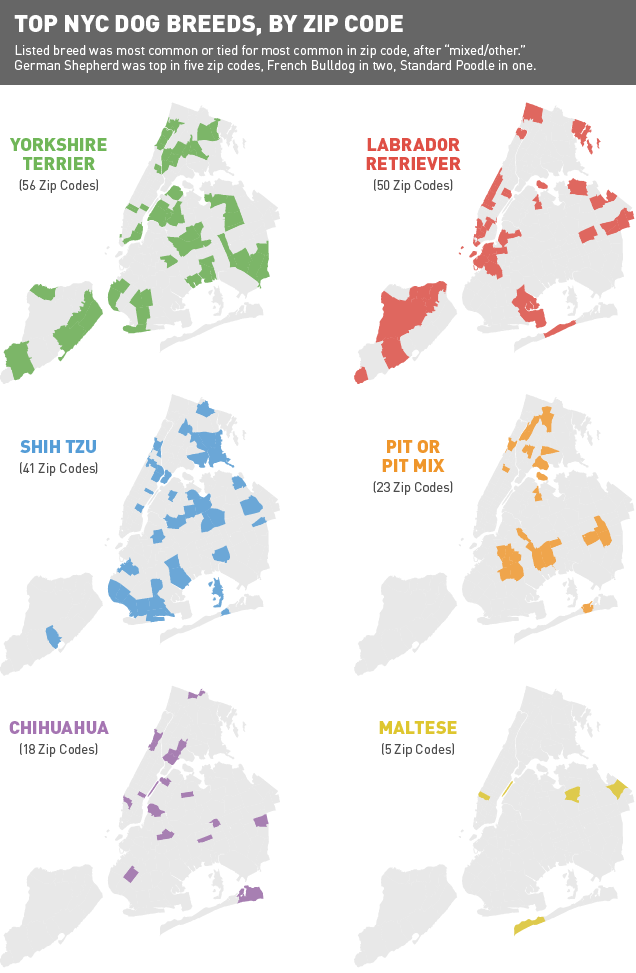 TOP NYC DOG BREEDS, BY ZIP CODE
Listed breed was most common or tied for most common in zip code, after “mixed/other.”
German Shepherd was top in five zip codes, French Bulldog in two, Standard Poodle in one.
YORKSHIRE
TERRIER
(56 Zip Codes)
LABRADOR
RETRIEVER
(50 Zip Codes)
SHIH TZU
(41 Zip Codes)
PIT OR
PIT MIX
(23 Zip Codes)
CHIHUAHUA
(18 Zip Codes)
MALTESE
(5 Zip Codes)